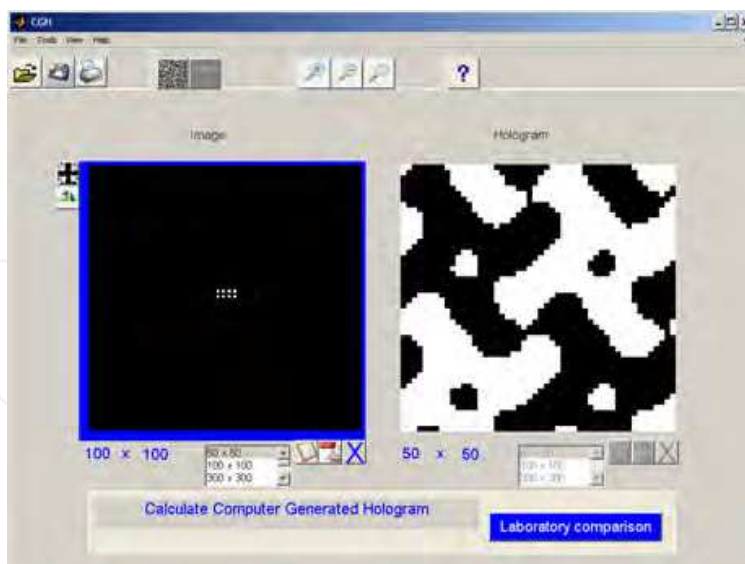 CGH
File Tools View Help
?
Image
Hologram
100 x 100
50 x 50
100 x 100
300 x 300
50 x 50
Calculate Computer Generated Hologram
Laboratory comparison